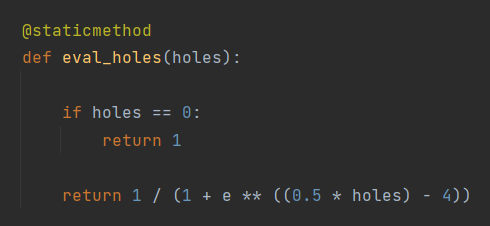 @staticmethod
def eval_holes(holes):
if holes == 0:
return 1
return 1 / (1 + e ** ((0.5 * holes) - 4))